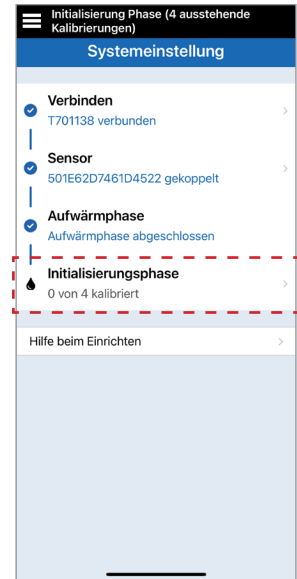 Initialisierung Phase (4 ausstehende
Kalibrierungen)
Systemeinstellung
Verbinden
T701138 verbunden
Sensor
501E62D7461D4522 gekoppelt
Aufwärmphase
Aufwärmphase abgeschlossen
Initialisierungsphase
0 von 4 kalibriert
Hilfe beim Einrichten